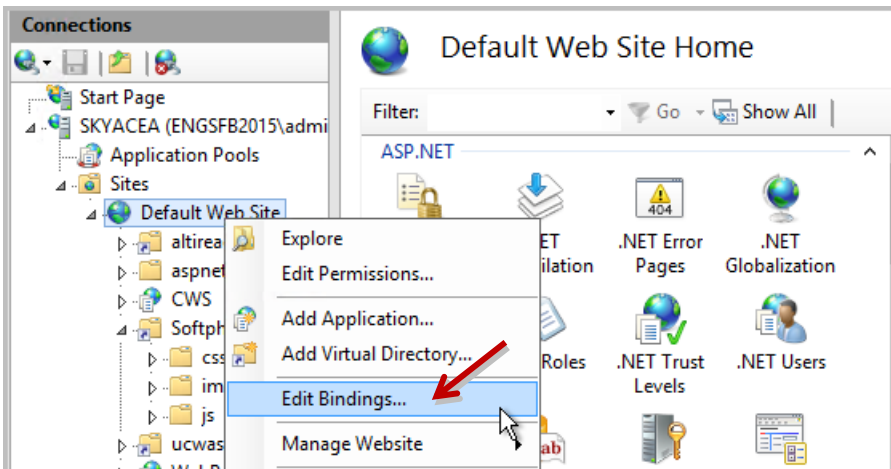 Connections
Start Page
SKYACEA (ENGSFB2015\admi
Application Pools
Sites
Default Web Site
altirea
aspnet
CWS
Softph
css
im
js
ucwas
Explore
Edit Permissions...
Add Application...
Add Virtual Directory...
Edit Bindings...
Manage Website
Default Web Site Home
Filter:
Go
Show All
ASP.NET
404
ET
ilation
.NET Error
Pages
.NET
Globalization
Roles
.NET Trust
Levels
.NET Users
ab